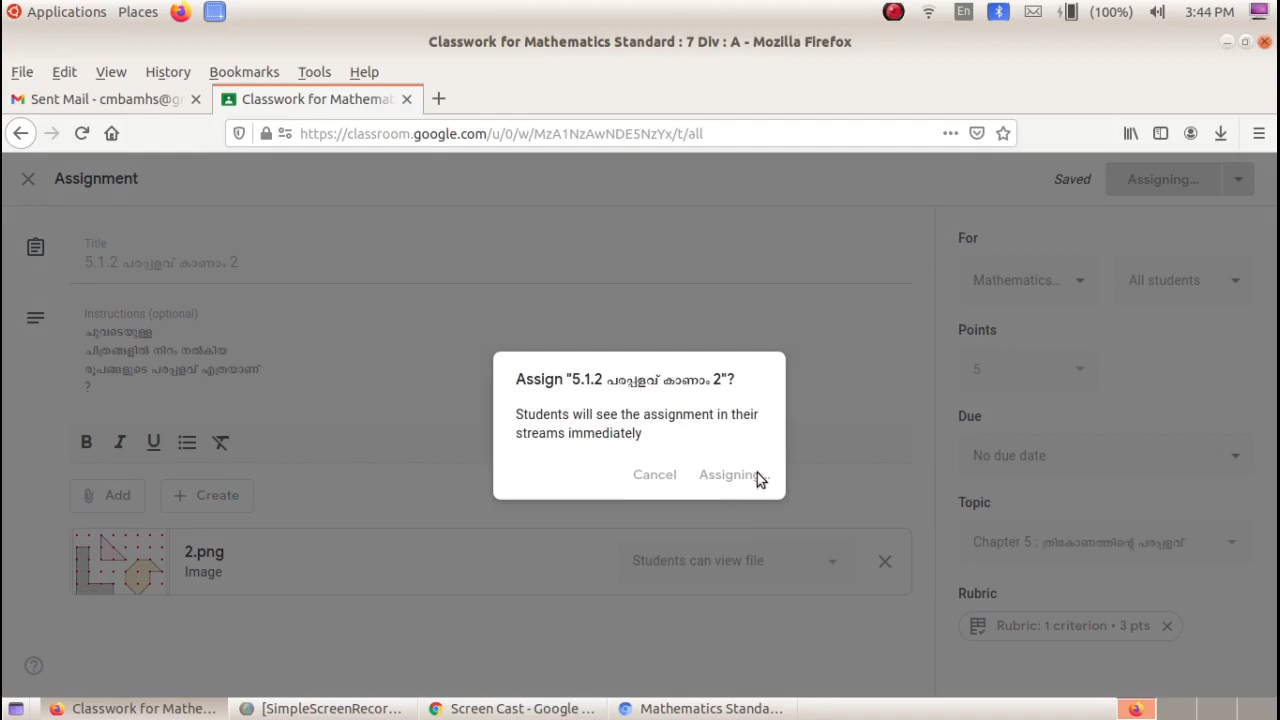 Applications Places En (100%) 3:44 PM
Classwork for Mathematics Standard : 7 Div : A - Mozilla Firefox
File Edit View History Bookmarks Tools Help
Sent Mail - cmbamhs@g Classwork for Mathemat
https://classroom.google.com/u/0/w/MzA1NzAwNDE5NzYx/t/all
Assignment Saved Assigning...
Title For
5.1.2 പരപ്പളവ് കാണാം 2
Mathematics... All students
Instructions (optional)
ചുവടെയുള്ള Points
ചിത്രങ്ങളിൽ നിറം നൽകിയ
രൂപങ്ങളുടെ പരപ്പളവ് എത്രയാണ് 5
?
Assign "5.1.2 പരപ്പളവ് കാണാം 2"?
Students will see the assignment in their
streams immediately
Cancel Assigning
Due
B I U No due date
Add Create Topic
2.png Chapter 5 : ത്രികോണത്തിന്റെ പരപ്പളവ്
Image Students can view file
Rubric
Rubric: 1 criterion • 3 pts
Classwork for Mathe... [SimpleScreenRecor... Screen Cast - Google ... Mathematics Standa...